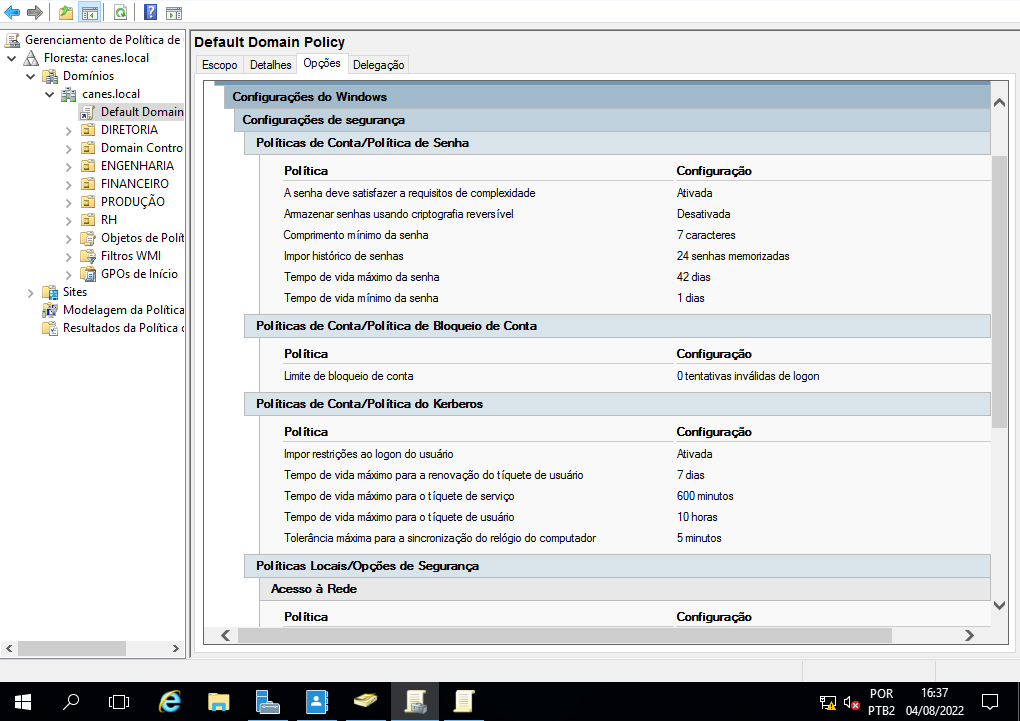 Gerenciamento de Política de
Floresta: canes.local
Domínios
canes.local
Default Domain
DIRETORIA
Domain Contro
ENGENHARIA
FINANCEIRO
PRODUÇÃO
RH
Objetos de Polít
Filtros WMI
GPOs de Início
Sites
Modelagem da Política
Resultados da Política d
Default Domain Policy
Escopo Detalhes Opções Delegação
Configurações do Windows
Configurações de segurança
Políticas de Conta/Política de Senha
Política Configuração
A senha deve satisfazer a requisitos de complexidade Ativada
Armazenar senhas usando criptografia reversível Desativada
Comprimento mínimo da senha 7 caracteres
Impor histórico de senhas 24 senhas memorizadas
Tempo de vida máximo da senha 42 dias
Tempo de vida mínimo da senha 1 dias
Políticas de Conta/Política de Bloqueio de Conta
Política Configuração
Limite de bloqueio de conta 0 tentativas inválidas de logon
Políticas de Conta/Política do Kerberos
Política Configuração
Impor restrições ao logon do usuário Ativada
Tempo de vida máximo para a renovação do tíquete de usuário 7 dias
Tempo de vida máximo para o tíquete de serviço 600 minutos
Tempo de vida máximo para o tíquete de usuário 10 horas
Tolerância máxima para a sincronização do relógio do computador 5 minutos
Políticas Locais/Opções de Segurança
Acesso à Rede
Política Configuração
POR 16:37
PTB2 04/08/2022